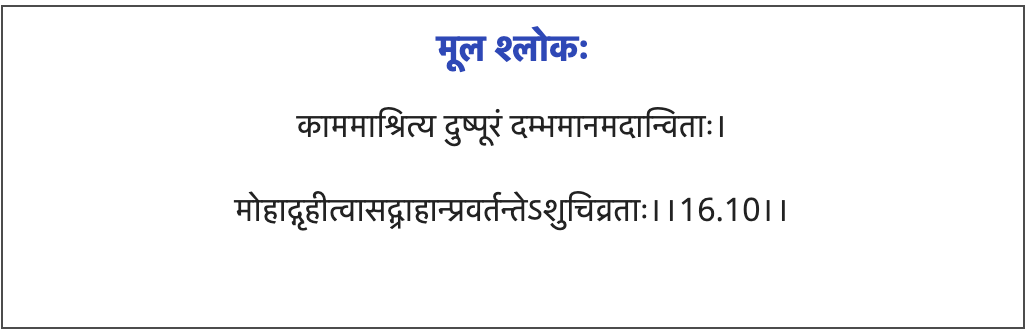 मूल श्लोकः
काममाश्रित्य दुष्पूरं दम्भमानमदान्विताः।
मोहाद्गृहीत्वासद्ग्राहान्प्रवर्तन्तेऽशुचिव्रताः।।16.10।।